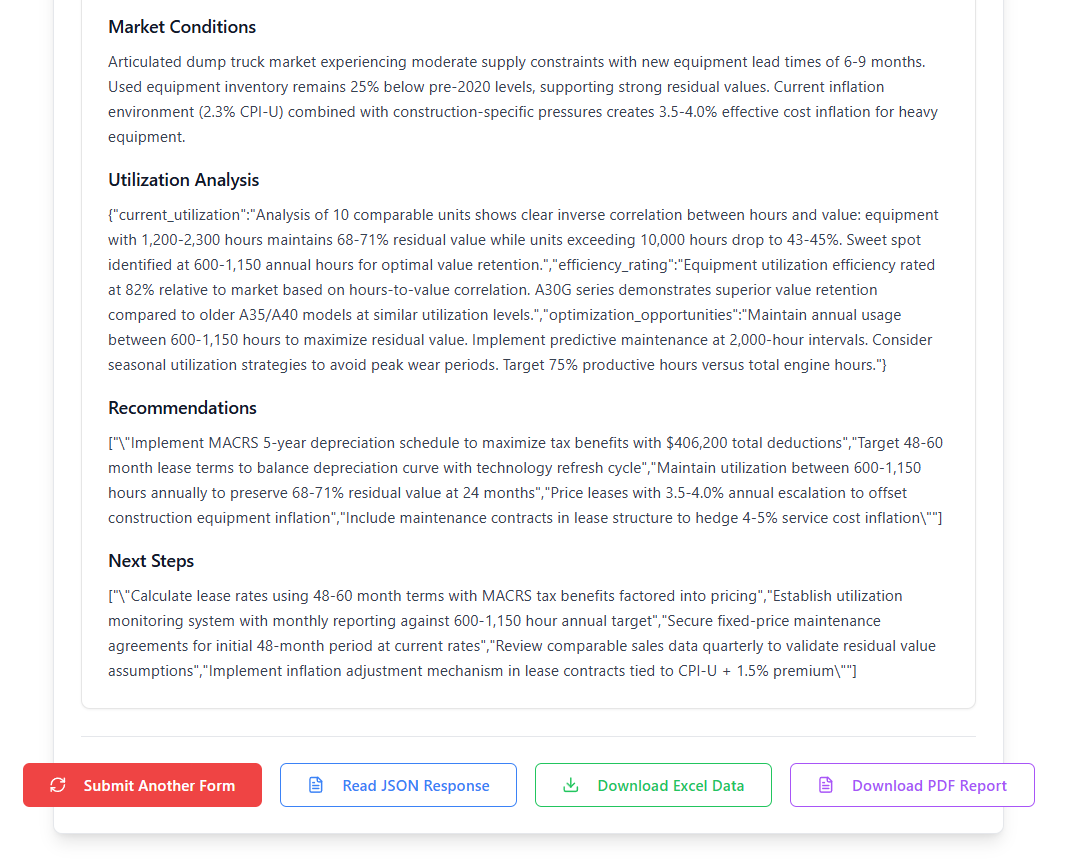 Market Conditions
Articulated dump truck market experiencing moderate supply constraints with new equipment lead times of 6-9 months.
Used equipment inventory remains 25% below pre-2020 levels, supporting strong residual values. Current inflation
environment (2.3% CPI-U) combined with construction-specific pressures creates 3.5-4.0% effective cost inflation for heavy
equipment.
Utilization Analysis
{"current_utilization":"Analysis of 10 comparable units shows clear inverse correlation between hours and value: equipment
with 1,200-2,300 hours maintains 68-71% residual value while units exceeding 10,000 hours drop to 43-45%. Sweet spot
identified at 600-1,150 annual hours for optimal value retention.","efficiency_rating":"Equipment utilization efficiency rated
at 82% relative to market based on hours-to-value correlation. A30G series demonstrates superior value retention
compared to older A35/A40 models at similar utilization levels.","optimization_opportunities":"Maintain annual usage
between 600-1,150 hours to maximize residual value. Implement predictive maintenance at 2,000-hour intervals. Consider
seasonal utilization strategies to avoid peak wear periods. Target 75% productive hours versus total engine hours."}
Recommendations
["\"Implement MACRS 5-year depreciation schedule to maximize tax benefits with $406,200 total deductions","Target 48-60
month lease terms to balance depreciation curve with technology refresh cycle","Maintain utilization between 600-1,150
hours annually to preserve 68-71% residual value at 24 months","Price leases with 3.5-4.0% annual escalation to offset
construction equipment inflation","Include maintenance contracts in lease structure to hedge 4-5% service cost inflation\""]
Next Steps
["\"Calculate lease rates using 48-60 month terms with MACRS tax benefits factored into pricing","Establish utilization
monitoring system with monthly reporting against 600-1,150 hour annual target","Secure fixed-price maintenance
agreements for initial 48-month period at current rates","Review comparable sales data quarterly to validate residual value
assumptions","Implement inflation adjustment mechanism in lease contracts tied to CPI-U + 1.5% premium\""]
Submit Another Form
Read JSON Response
Download Excel Data
Download PDF Report